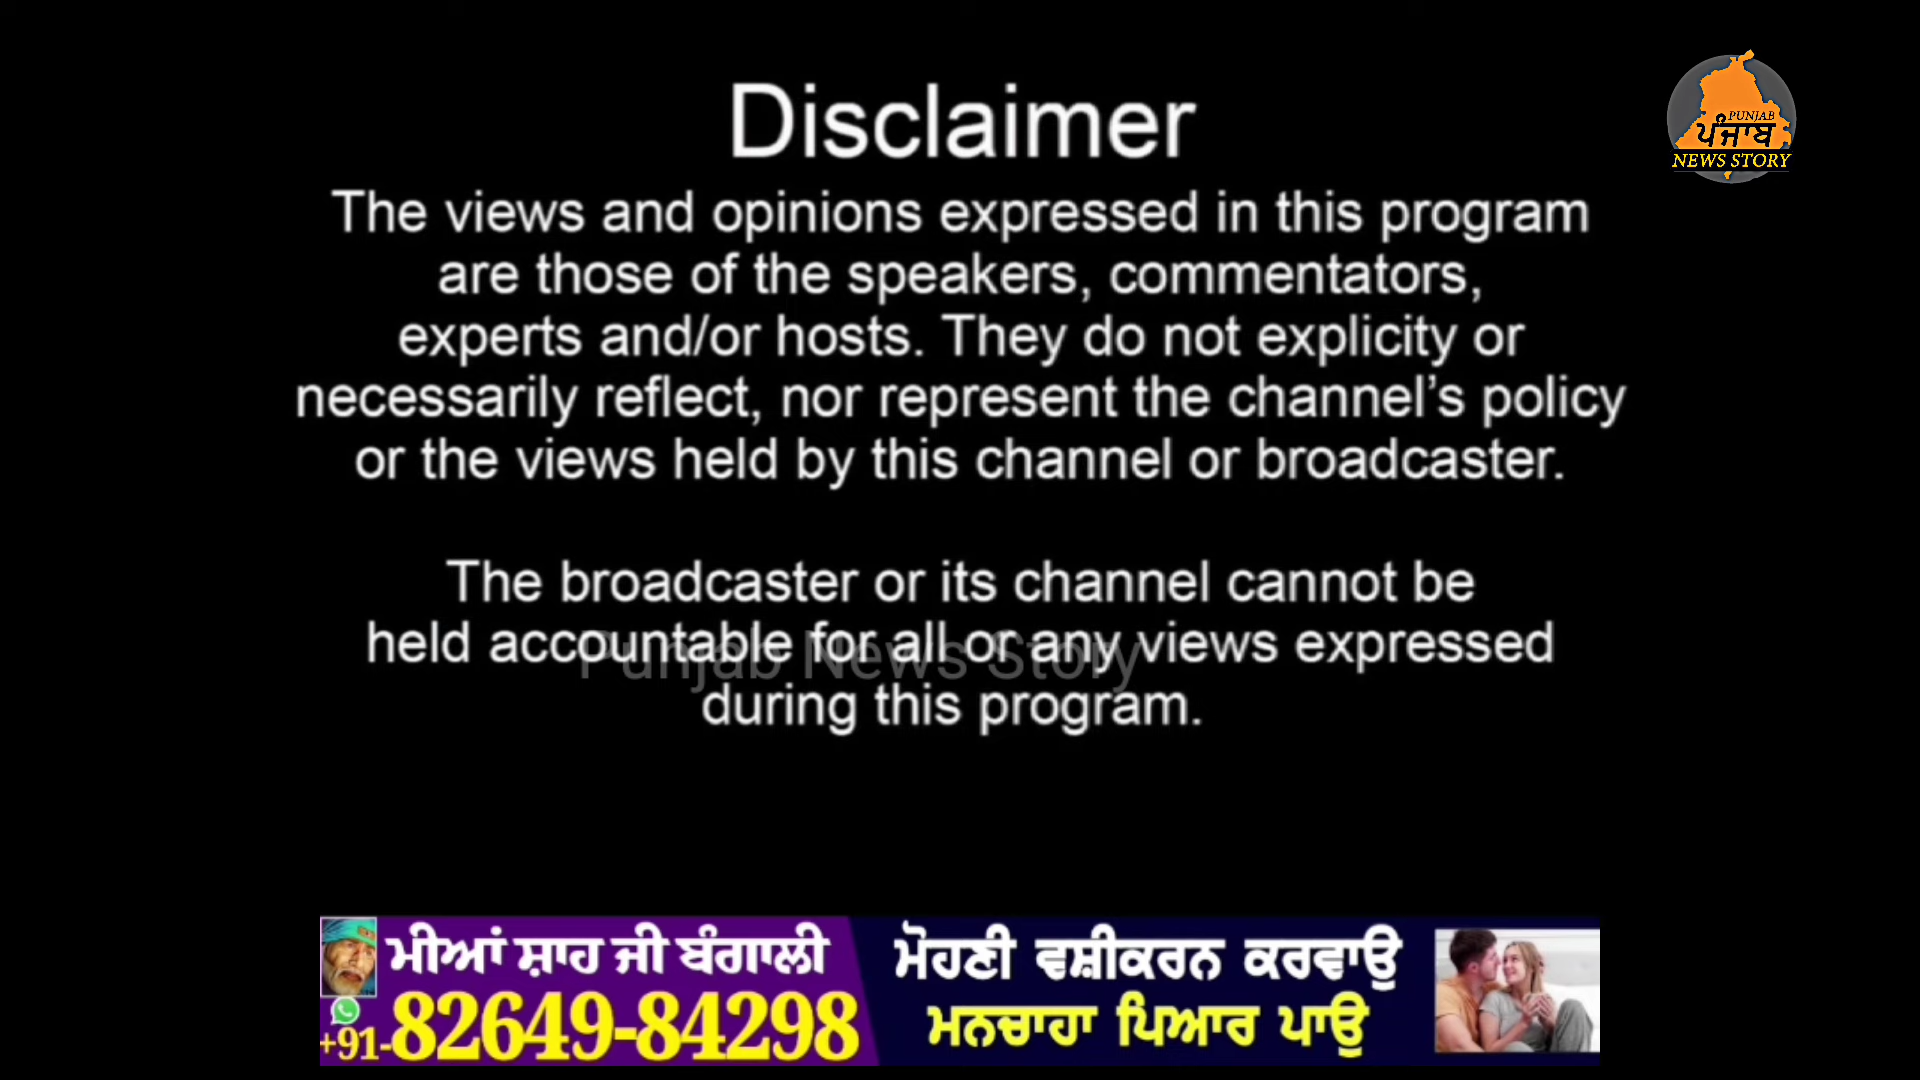 Disclaimer
The views and opinions expressed in this program
are those of the speakers, commentators,
experts and/or hosts. They do not explicity or
necessarily reflect, nor represent the channel’s policy
or the views held by this channel or broadcaster.
The broadcaster or its channel cannot be
held accountable for all or any views expressed
during this program.
Punjab News Story
PUNJAB
ਪੰਜਾਬ
NEWS STORY
ਮੀਆਂ ਸ਼ਾਹ ਜੀ ਬੰਗਾਲੀ
+91-82649-84298
ਮੋਹਣੀ ਵਸ਼ੀਕਰਨ ਕਰਵਾਉ
ਮਨਚਾਹਾ ਪਿਆਰ ਪਾਉ